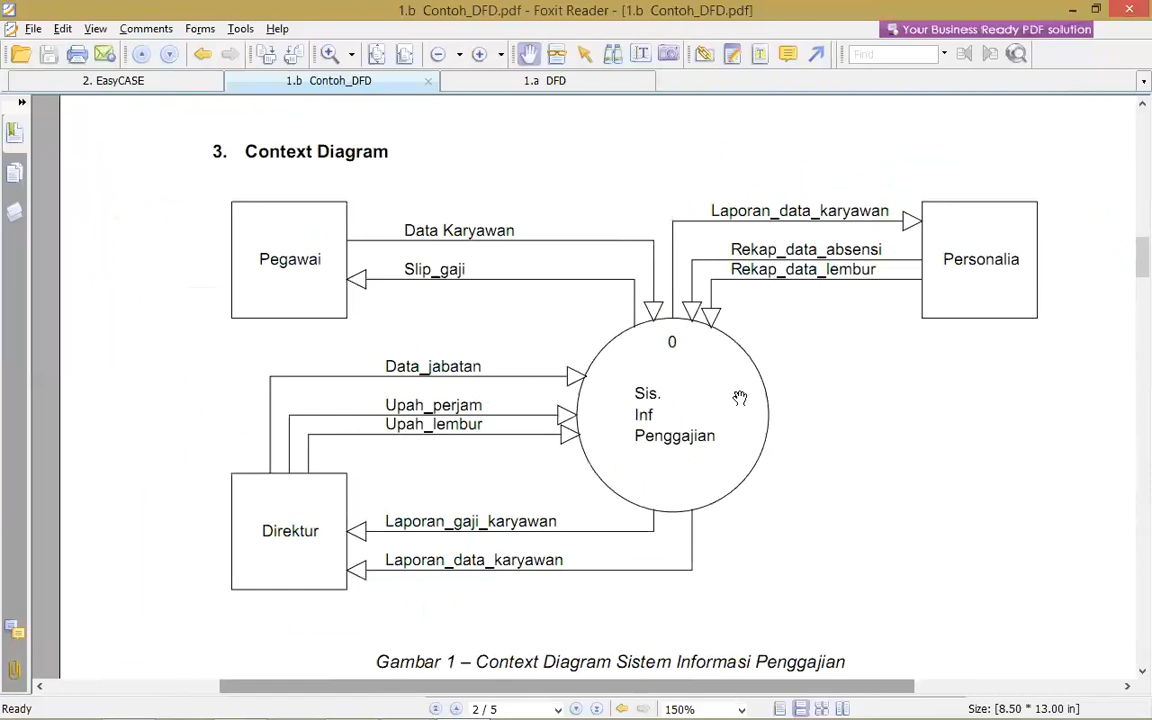 1.b Contoh_DFD.pdf - Foxit Reader - [1.b Contoh_DFD.pdf]
File Edit View Comments Forms Tools Help
Your Business Ready PDF solution
Find
2. EasyCASE
1.b Contoh_DFD
1.a DFD
3. Context Diagram
Pegawai
Data Karyawan
Slip_gaji
Laporan_data_karyawan
Rekap_data_absensi
Rekap_data_lembur
Personalia
0
Sis.
Inf
Penggajian
Data_jabatan
Upah_perjam
Upah_lembur
Direktur
Laporan_gaji_karyawan
Laporan_data_karyawan
Gambar 1 – Context Diagram Sistem Informasi Penggajian
Ready
2 / 5
150%
Size: [8.50 * 13.00 in]